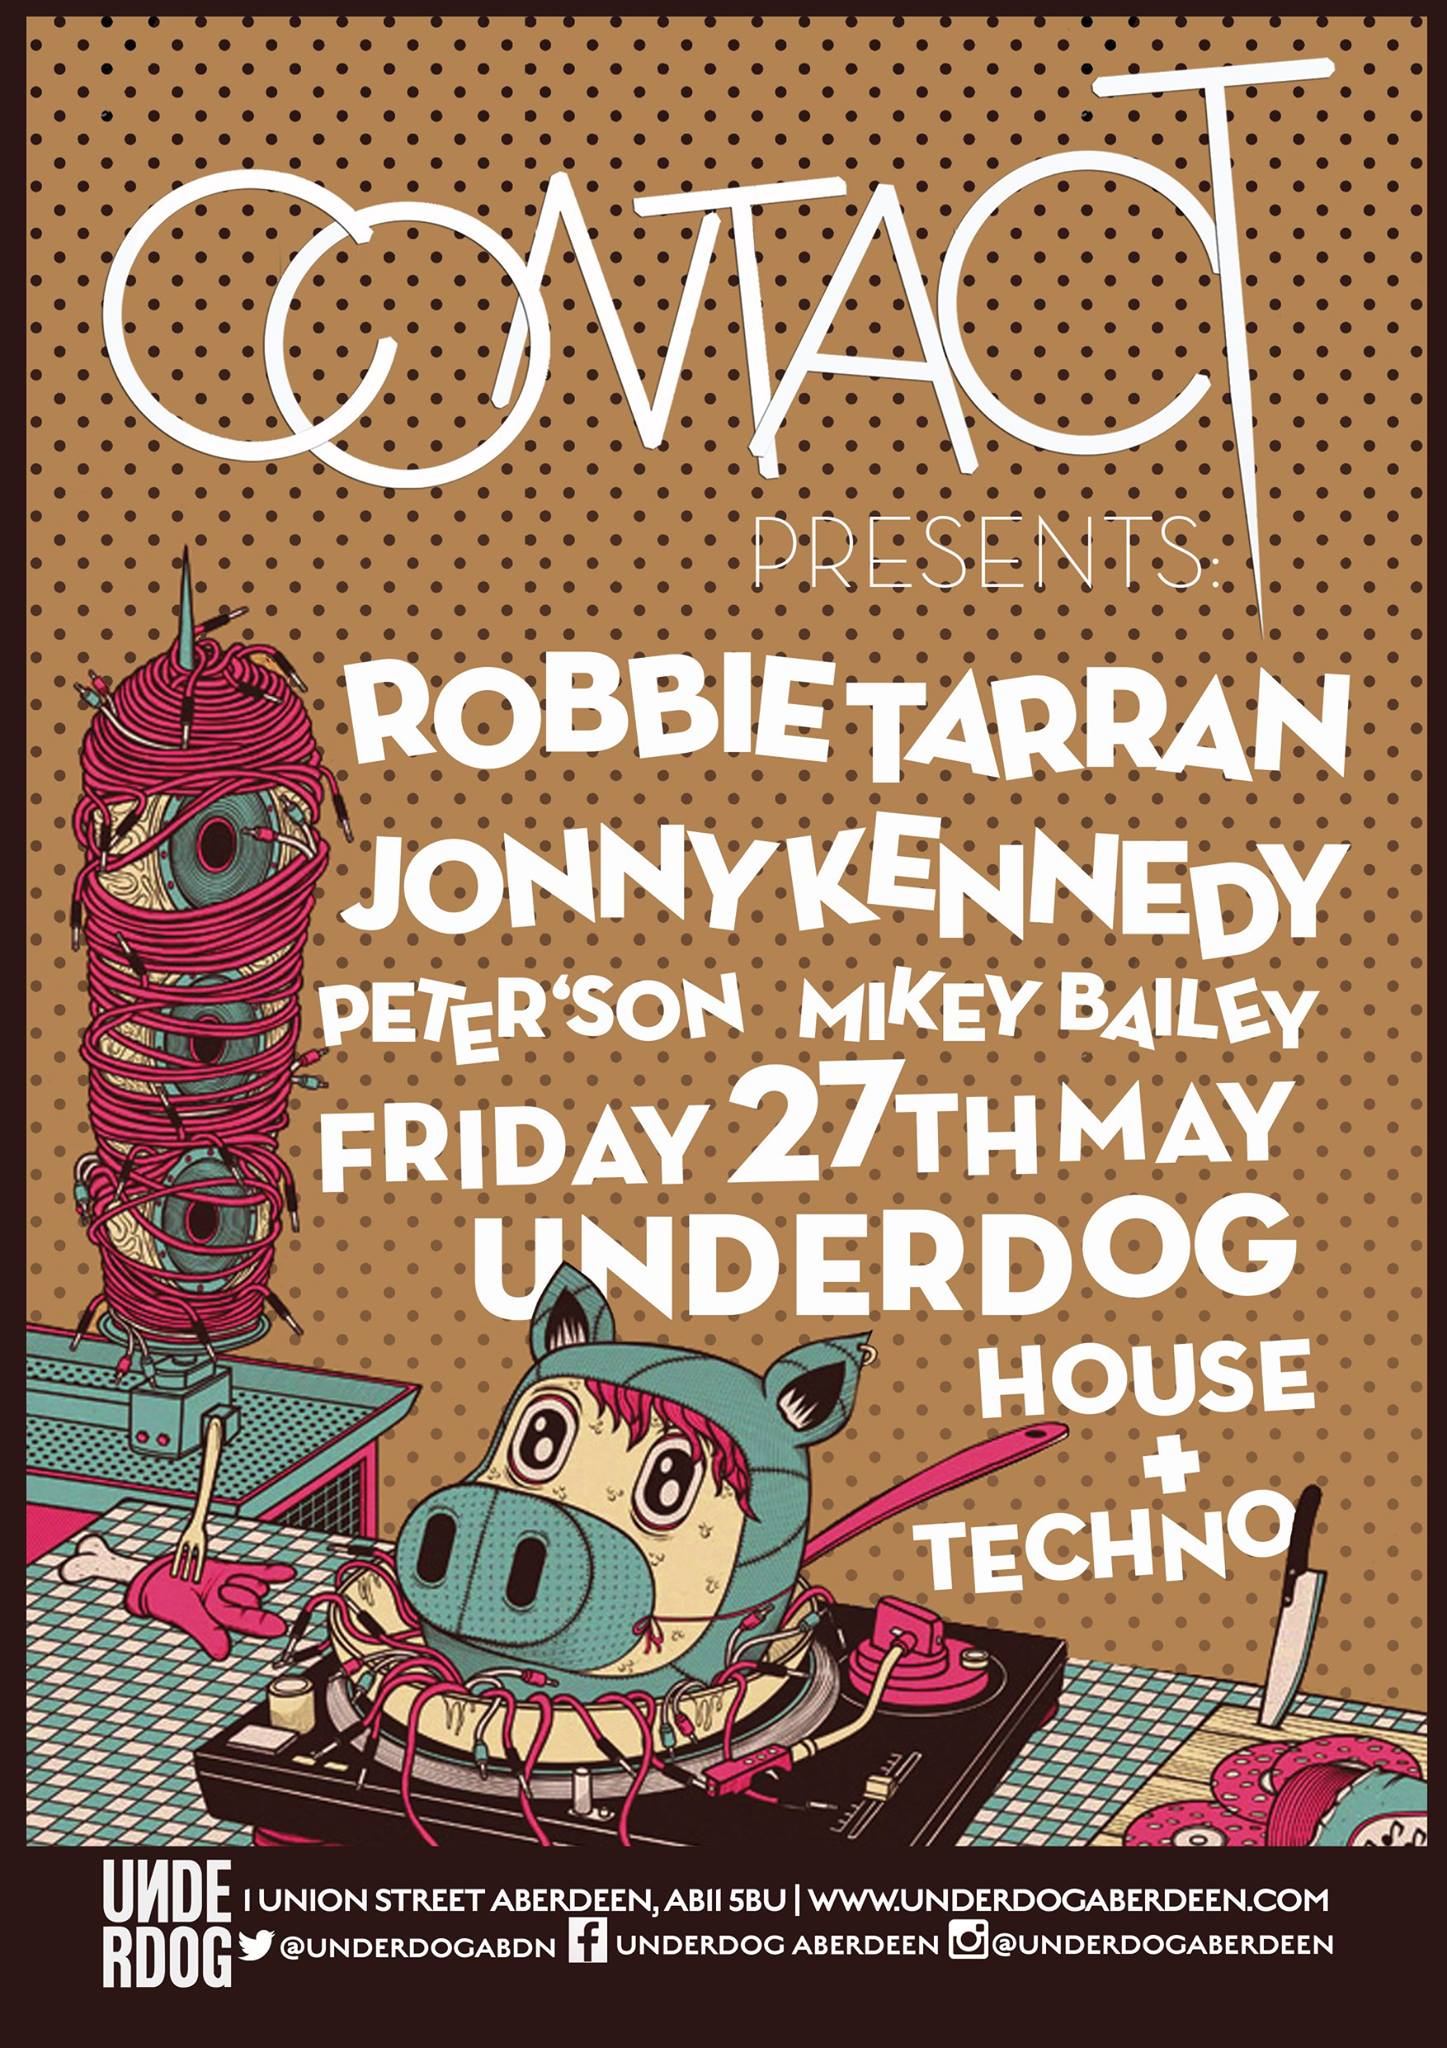 CONTACT
PRESENTS:
ROBBIE TARRAN
JONNY KENNEDY
PETER'SON MIKEY BAILEY
FRIDAY 27TH MAY
UNDERDOG
HOUSE
+
TECHNO
UNDE
RDOG
1 UNION STREET ABERDEEN, AB11 5BU | WWW.UNDERDOGABERDEEN.COM
@UNDERDOGABDN f UNDERDOG ABERDEEN @UNDERDOGABERDEEN